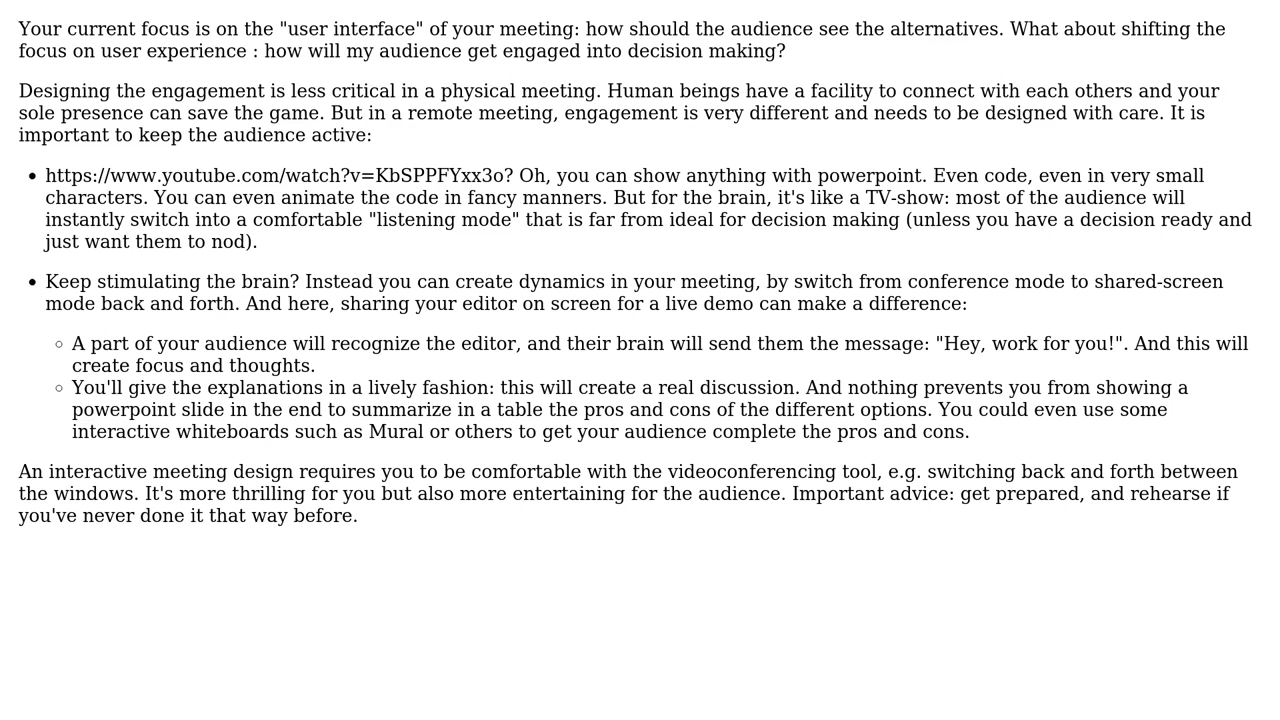 Your current focus is on the "user interface" of your meeting: how should the audience see the alternatives. What about shifting the
focus on user experience : how will my audience get engaged into decision making?
Designing the engagement is less critical in a physical meeting. Human beings have a facility to connect with each others and your
sole presence can save the game. But in a remote meeting, engagement is very different and needs to be designed with care. It is
important to keep the audience active:
• https://www.youtube.com/watch?v=KbSPPFYxx3o? Oh, you can show anything with powerpoint. Even code, even in very small
characters. You can even animate the code in fancy manners. But for the brain, it's like a TV-show: most of the audience will
instantly switch into a comfortable "listening mode" that is far from ideal for decision making (unless you have a decision ready and
just want them to nod).
• Keep stimulating the brain? Instead you can create dynamics in your meeting, by switch from conference mode to shared-screen
mode back and forth. And here, sharing your editor on screen for a live demo can make a difference:
◦ A part of your audience will recognize the editor, and their brain will send them the message: "Hey, work for you!". And this will
create focus and thoughts.
◦ You'll give the explanations in a lively fashion: this will create a real discussion. And nothing prevents you from showing a
powerpoint slide in the end to summarize in a table the pros and cons of the different options. You could even use some
interactive whiteboards such as Mural or others to get your audience complete the pros and cons.
An interactive meeting design requires you to be comfortable with the videoconferencing tool, e.g. switching back and forth between
the windows. It's more thrilling for you but also more entertaining for the audience. Important advice: get prepared, and rehearse if
you've never done it that way before.